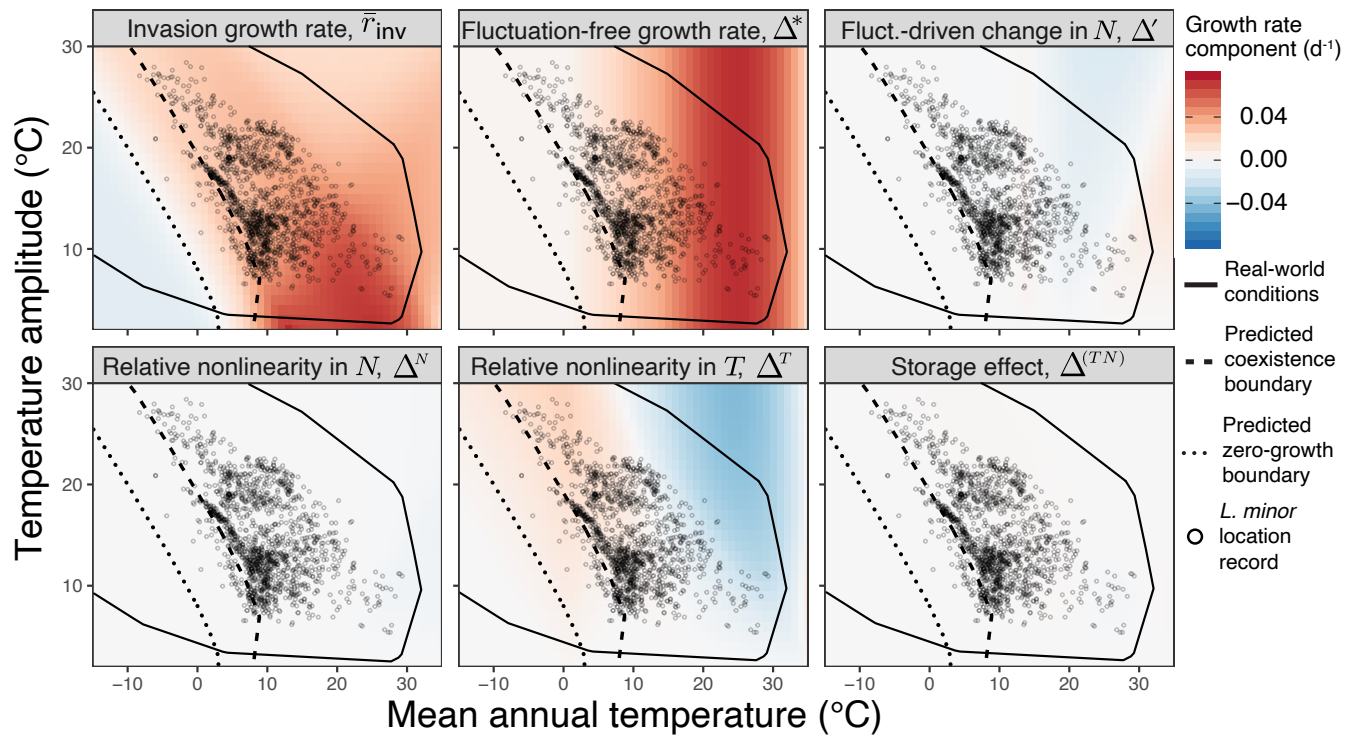 Invasion growth rate, r̄inv
Fluctuation-free growth rate, Δ*
Fluct.-driven change in N, Δ′
30
20
10
Relative nonlinearity in N, Δᴺ
Relative nonlinearity in T, Δᵀ
Storage effect, Δ⁽ᵀᴺ⁾
30
20
10
−10 0 10 20 30
−10 0 10 20 30
−10 0 10 20 30
Temperature amplitude (°C)
Mean annual temperature (°C)
Growth rate
component (d⁻¹)
0.04
0.00
−0.04
Real-world
conditions
Predicted
coexistence
boundary
Predicted
zero-growth
boundary
L. minor
location
record